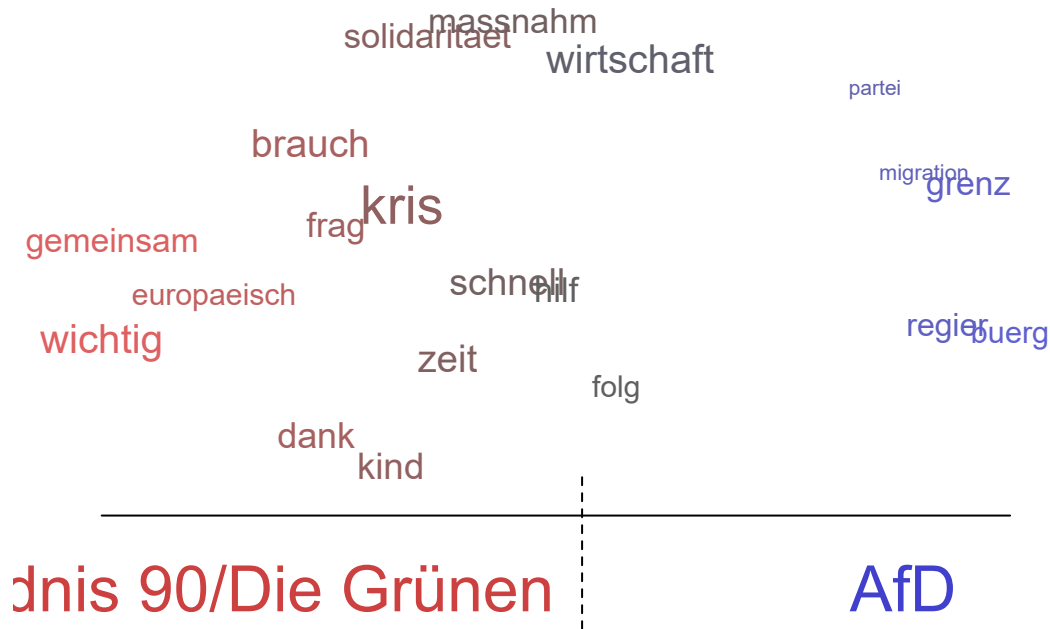 massnahm
solidaritaet
wirtschaft
partei
brauch
migration
grenz
kris
frag
gemeinsam
schnell
hilf
europaeisch
regier
buerg
wichtig
zeit
folg
dank
kind
dnis 90/Die Grünen
AfD